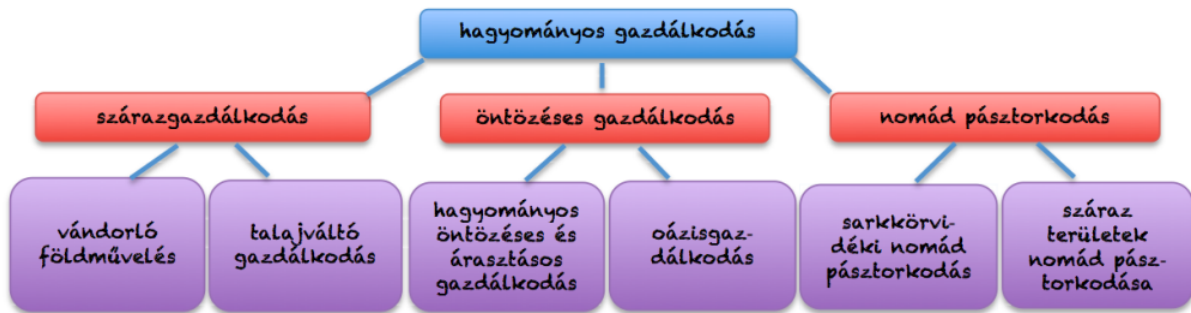 hagyományos gazdálkodás
szárazgazdálkodás
öntözéses gazdálkodás
nomád pásztorkodás
vándorló
földművelés
talajváltó
gazdálkodás
hagyományos
öntözéses és
árasztásos
gazdálkodás
oázisgaz-
dálkodás
sarkkörvi-
déki nomád
pásztorkodás
száraz
területek
nomád pász-
torkodása